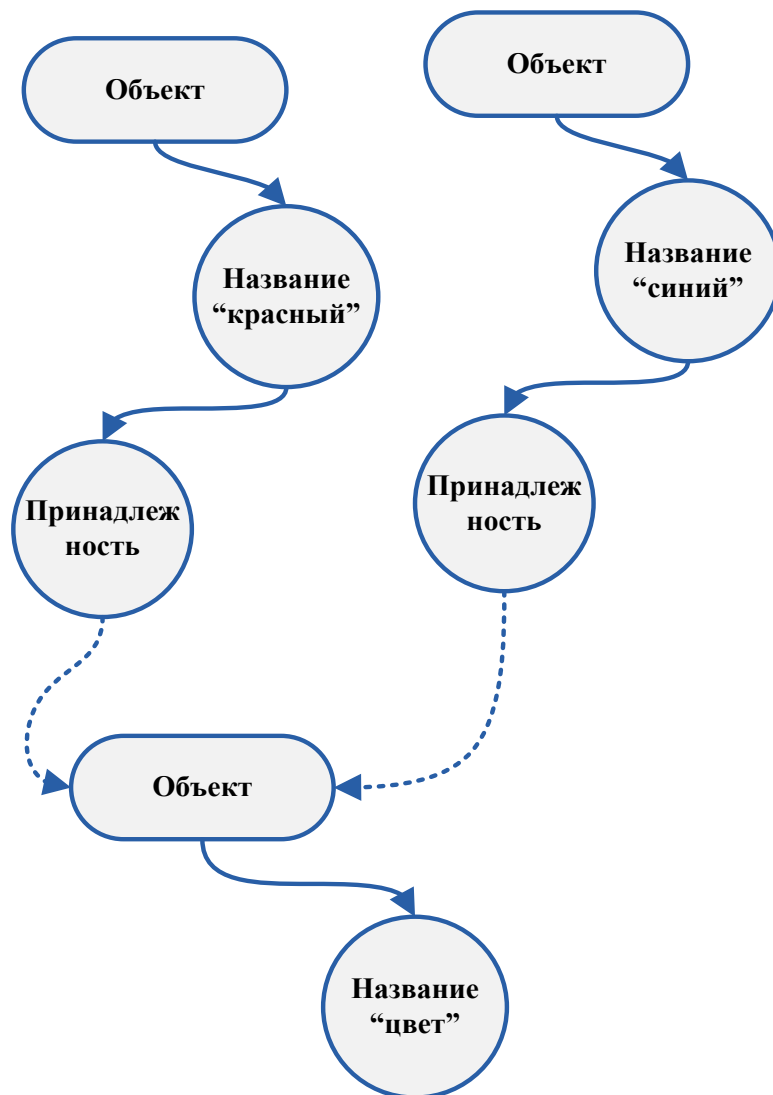 Объект
Объект
Название
“красный”
Название
“синий”
Принадлеж
ность
Принадлеж
ность
Объект
Название
“цвет”